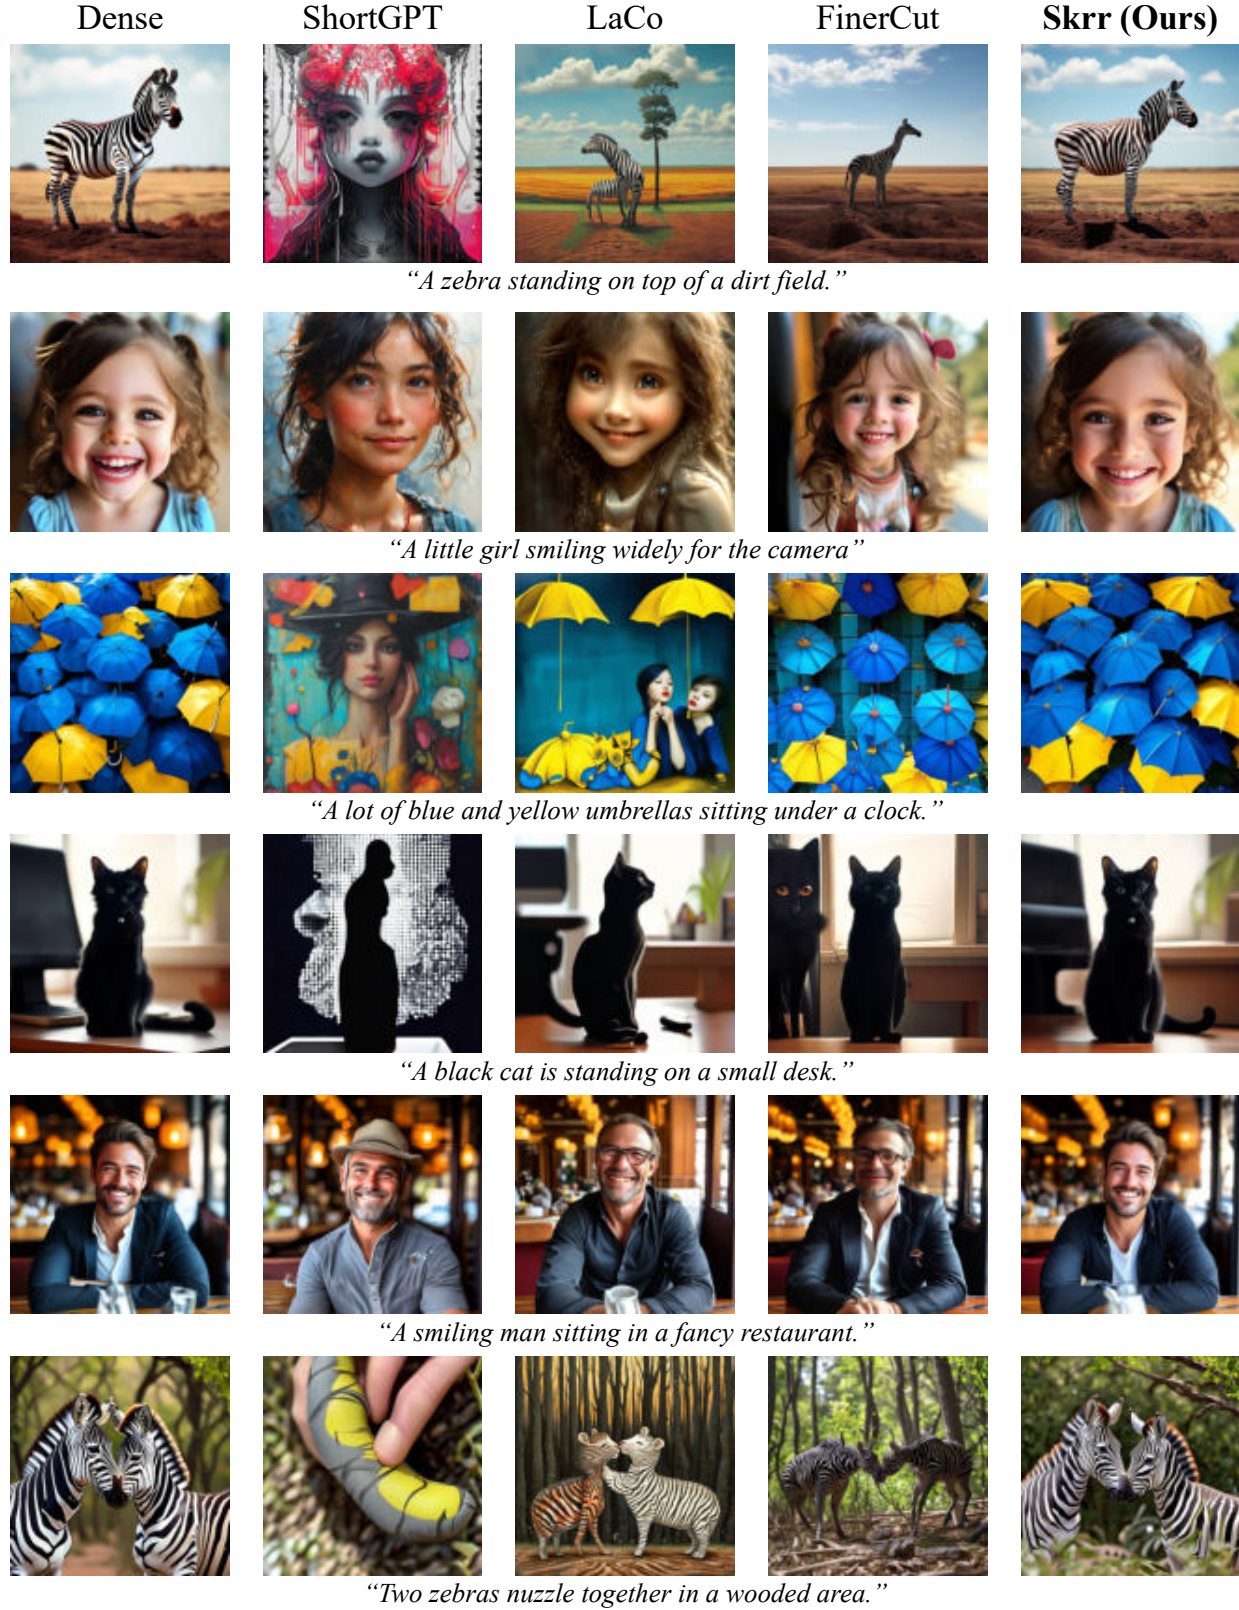 Dense ShortGPT LaCo FinerCut Skrr (Ours)
“A zebra standing on top of a dirt field.”
“A little girl smiling widely for the camera”
“A lot of blue and yellow umbrellas sitting under a clock.”
“A black cat is standing on a small desk.”
“A smiling man sitting in a fancy restaurant.”
“Two zebras nuzzle together in a wooded area.”